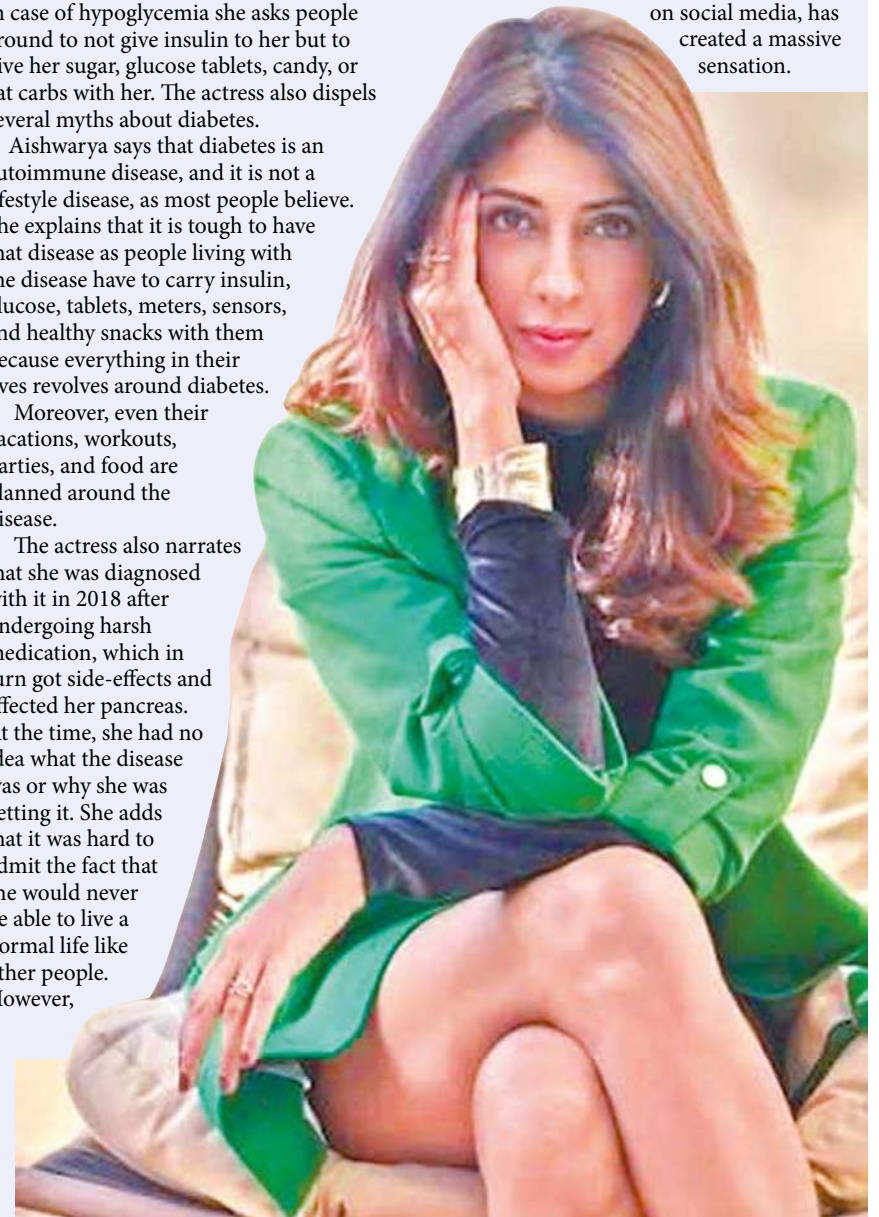 n case of hypoglycemia she asks people
round to not give insulin to her but to
ive her sugar, glucose tablets, candy, or
at carbs with her. The actress also dispels
everal myths about diabetes.
Aishwarya says that diabetes is an
utoimmune disease, and it is not a
festyle disease, as most people believe.
he explains that it is tough to have
hat disease as people living with
he disease have to carry insulin,
lucose, tablets, meters, sensors,
nd healthy snacks with them
ecause everything in their
ves revolves around diabetes.
Moreover, even their
acations, workouts,
arties, and food are
lanned around the
isease.
The actress also narrates
hat she was diagnosed
ith it in 2018 after
ndergoing harsh
medication, which in
urn got side-effects and
ffected her pancreas.
t the time, she had no
dea what the disease
as or why she was
etting it. She adds
hat it was hard to
dmit the fact that
he would never
e able to live a
ormal life like
ther people.
owever,
on social media, has
created a massive
sensation.